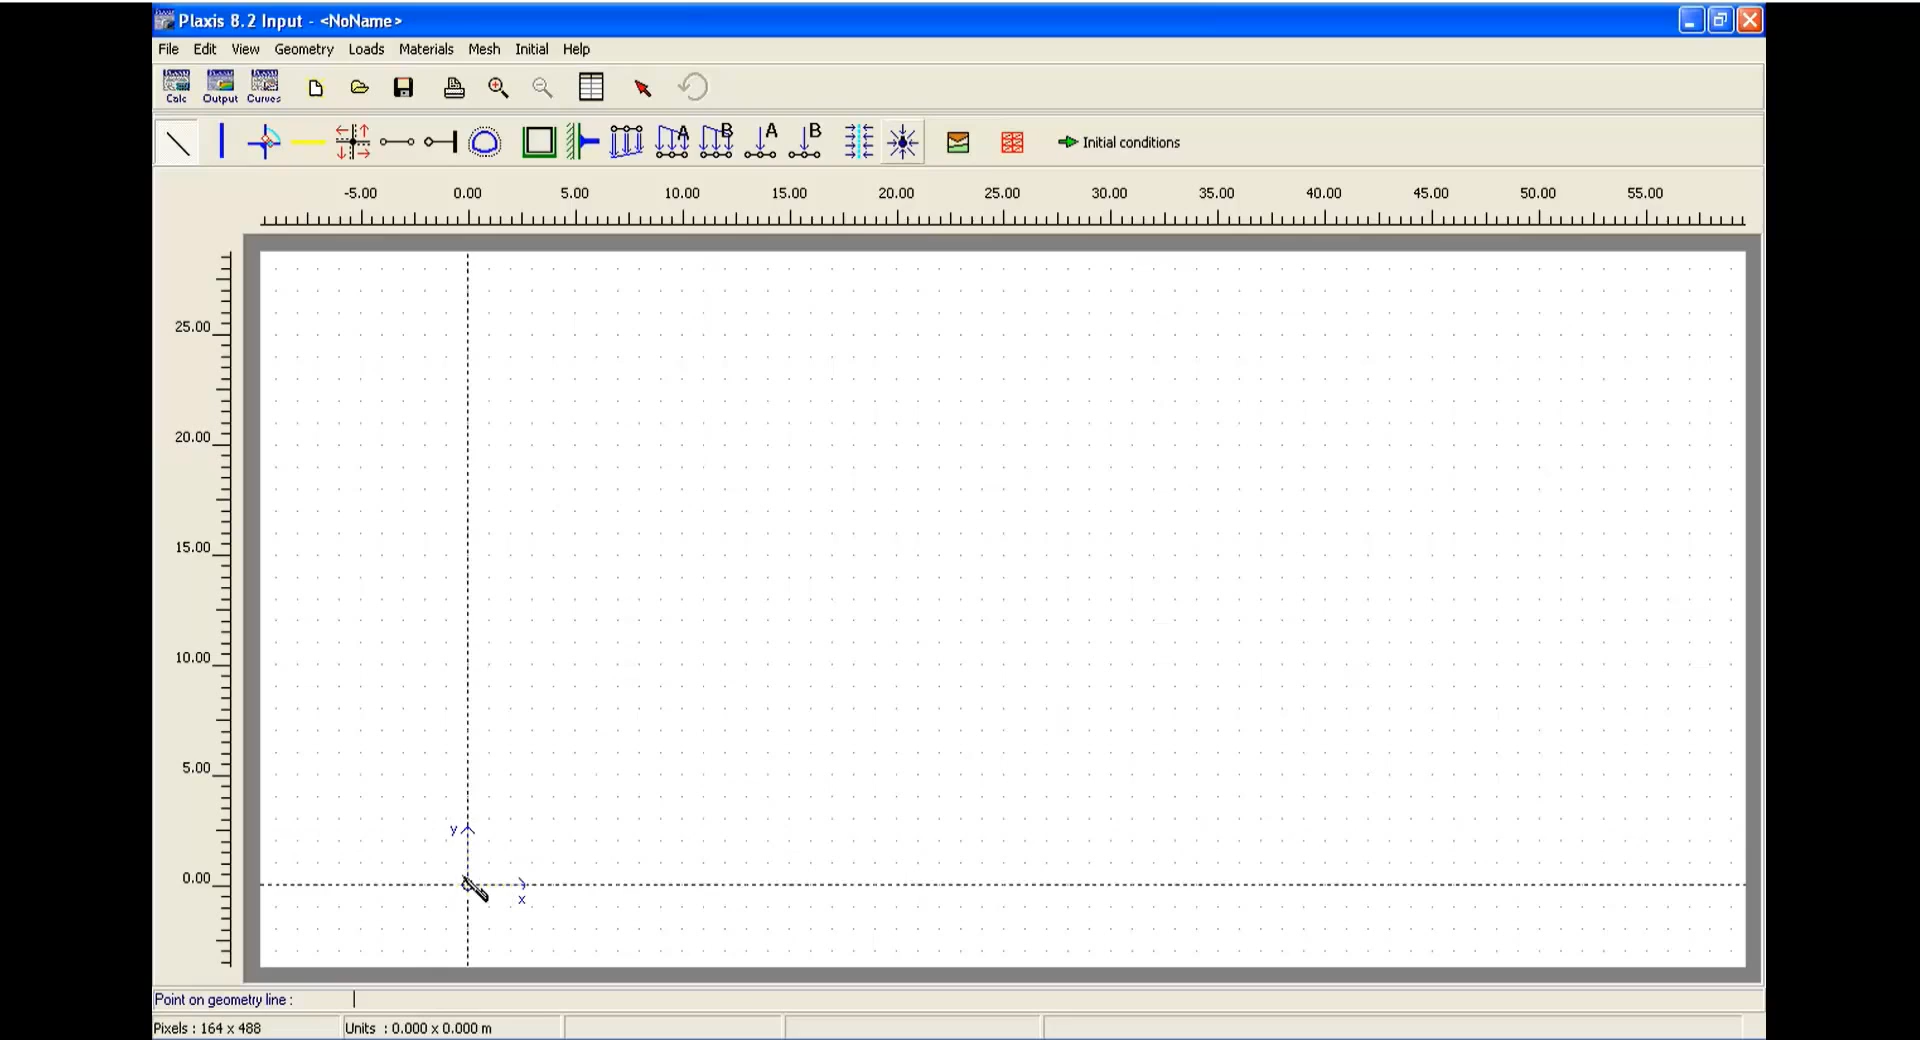 Plaxis 8.2 Input - <NoName>
File Edit View Geometry Loads Materials Mesh Initial Help
Calc Output Curves
A B A B Initial conditions
-5.00 0.00 5.00 10.00 15.00 20.00 25.00 30.00 35.00 40.00 45.00 50.00 55.00
25.00
20.00
15.00
10.00
5.00
y
0.00
x
Point on geometry line :
Pixels : 164 x 488 Units : 0.000 x 0.000 m